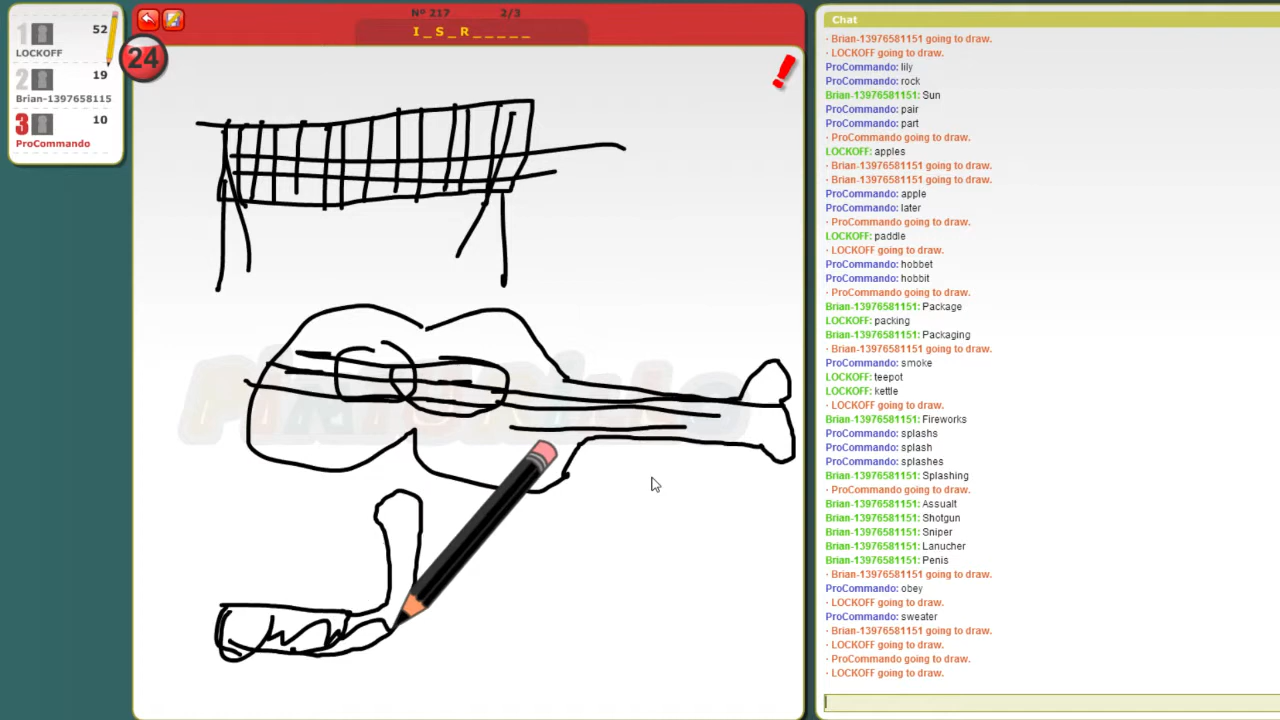 Nº 217 2/3
I_S_R_____
1 52
LOCKOFF
2 19
Brian-1397658115
3 10
ProCommando
24
Chat
· Brian-13976581151 going to draw.
· LOCKOFF going to draw.
ProCommando: lily
ProCommando: rock
Brian-13976581151: Sun
ProCommando: pair
ProCommando: part
· ProCommando going to draw.
LOCKOFF: apples
· Brian-13976581151 going to draw.
· Brian-13976581151 going to draw.
ProCommando: apple
ProCommando: later
· ProCommando going to draw.
LOCKOFF: paddle
· LOCKOFF going to draw.
ProCommando: hobbet
ProCommando: hobbit
· ProCommando going to draw.
Brian-13976581151: Package
LOCKOFF: packing
Brian-13976581151: Packaging
· Brian-13976581151 going to draw.
ProCommando: smoke
LOCKOFF: teepot
LOCKOFF: kettle
· LOCKOFF going to draw.
Brian-13976581151: Fireworks
ProCommando: splashs
ProCommando: splash
ProCommando: splashes
Brian-13976581151: Splashing
· ProCommando going to draw.
Brian-13976581151: Assualt
Brian-13976581151: Shotgun
Brian-13976581151: Sniper
Brian-13976581151: Lanucher
Brian-13976581151: Penis
· Brian-13976581151 going to draw.
ProCommando: obey
· LOCKOFF going to draw.
ProCommando: sweater
· Brian-13976581151 going to draw.
· LOCKOFF going to draw.
· ProCommando going to draw.
· LOCKOFF going to draw.